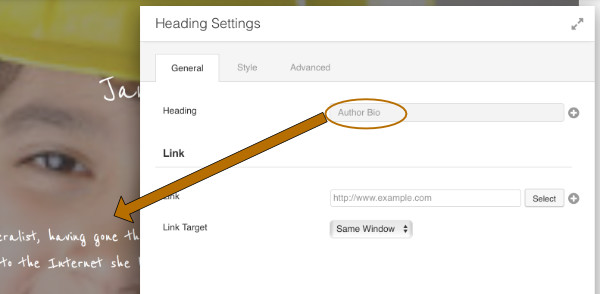 Heading Settings
General Style Advanced
Jan
Heading Author Bio
Link
Link http://www.example.com Select
Link Target Same Window
eralist, having gone th
to the Internet she